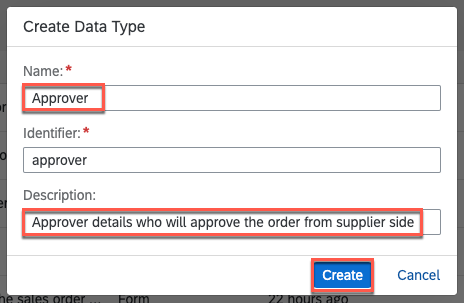 Create Data Type
Name: *
Approver
Identifier: *
approver
Description:
Approver details who will approve the order from supplier side
Create Cancel
he sales order ... Form 22 hours ago